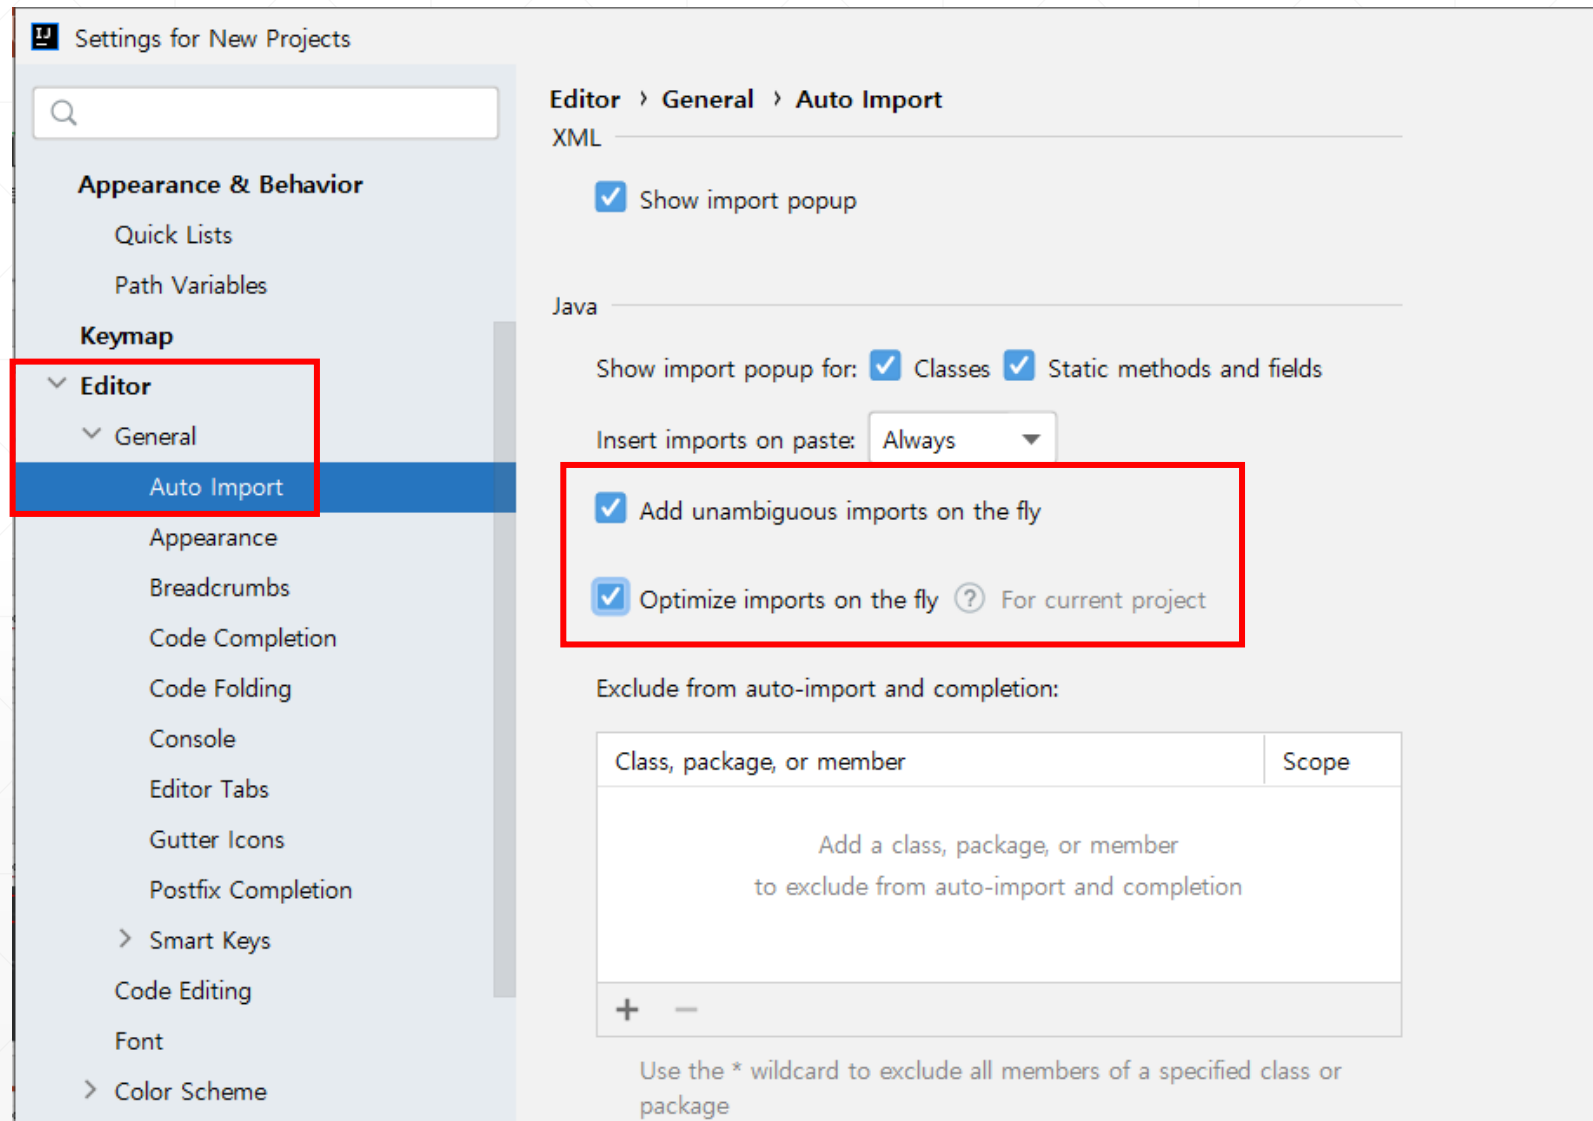 IJ
Settings for New Projects
Appearance & Behavior
Quick Lists
Path Variables
Keymap
Editor
General
Auto Import
Appearance
Breadcrumbs
Code Completion
Code Folding
Console
Editor Tabs
Gutter Icons
Postfix Completion
Smart Keys
Code Editing
Font
Color Scheme
Editor › General › Auto Import
XML
Show import popup
Java
Show import popup for: Classes Static methods and fields
Insert imports on paste: Always
Add unambiguous imports on the fly
Optimize imports on the fly ? For current project
Exclude from auto-import and completion:
Class, package, or member Scope
Add a class, package, or member
to exclude from auto-import and completion
Use the * wildcard to exclude all members of a specified class or
package